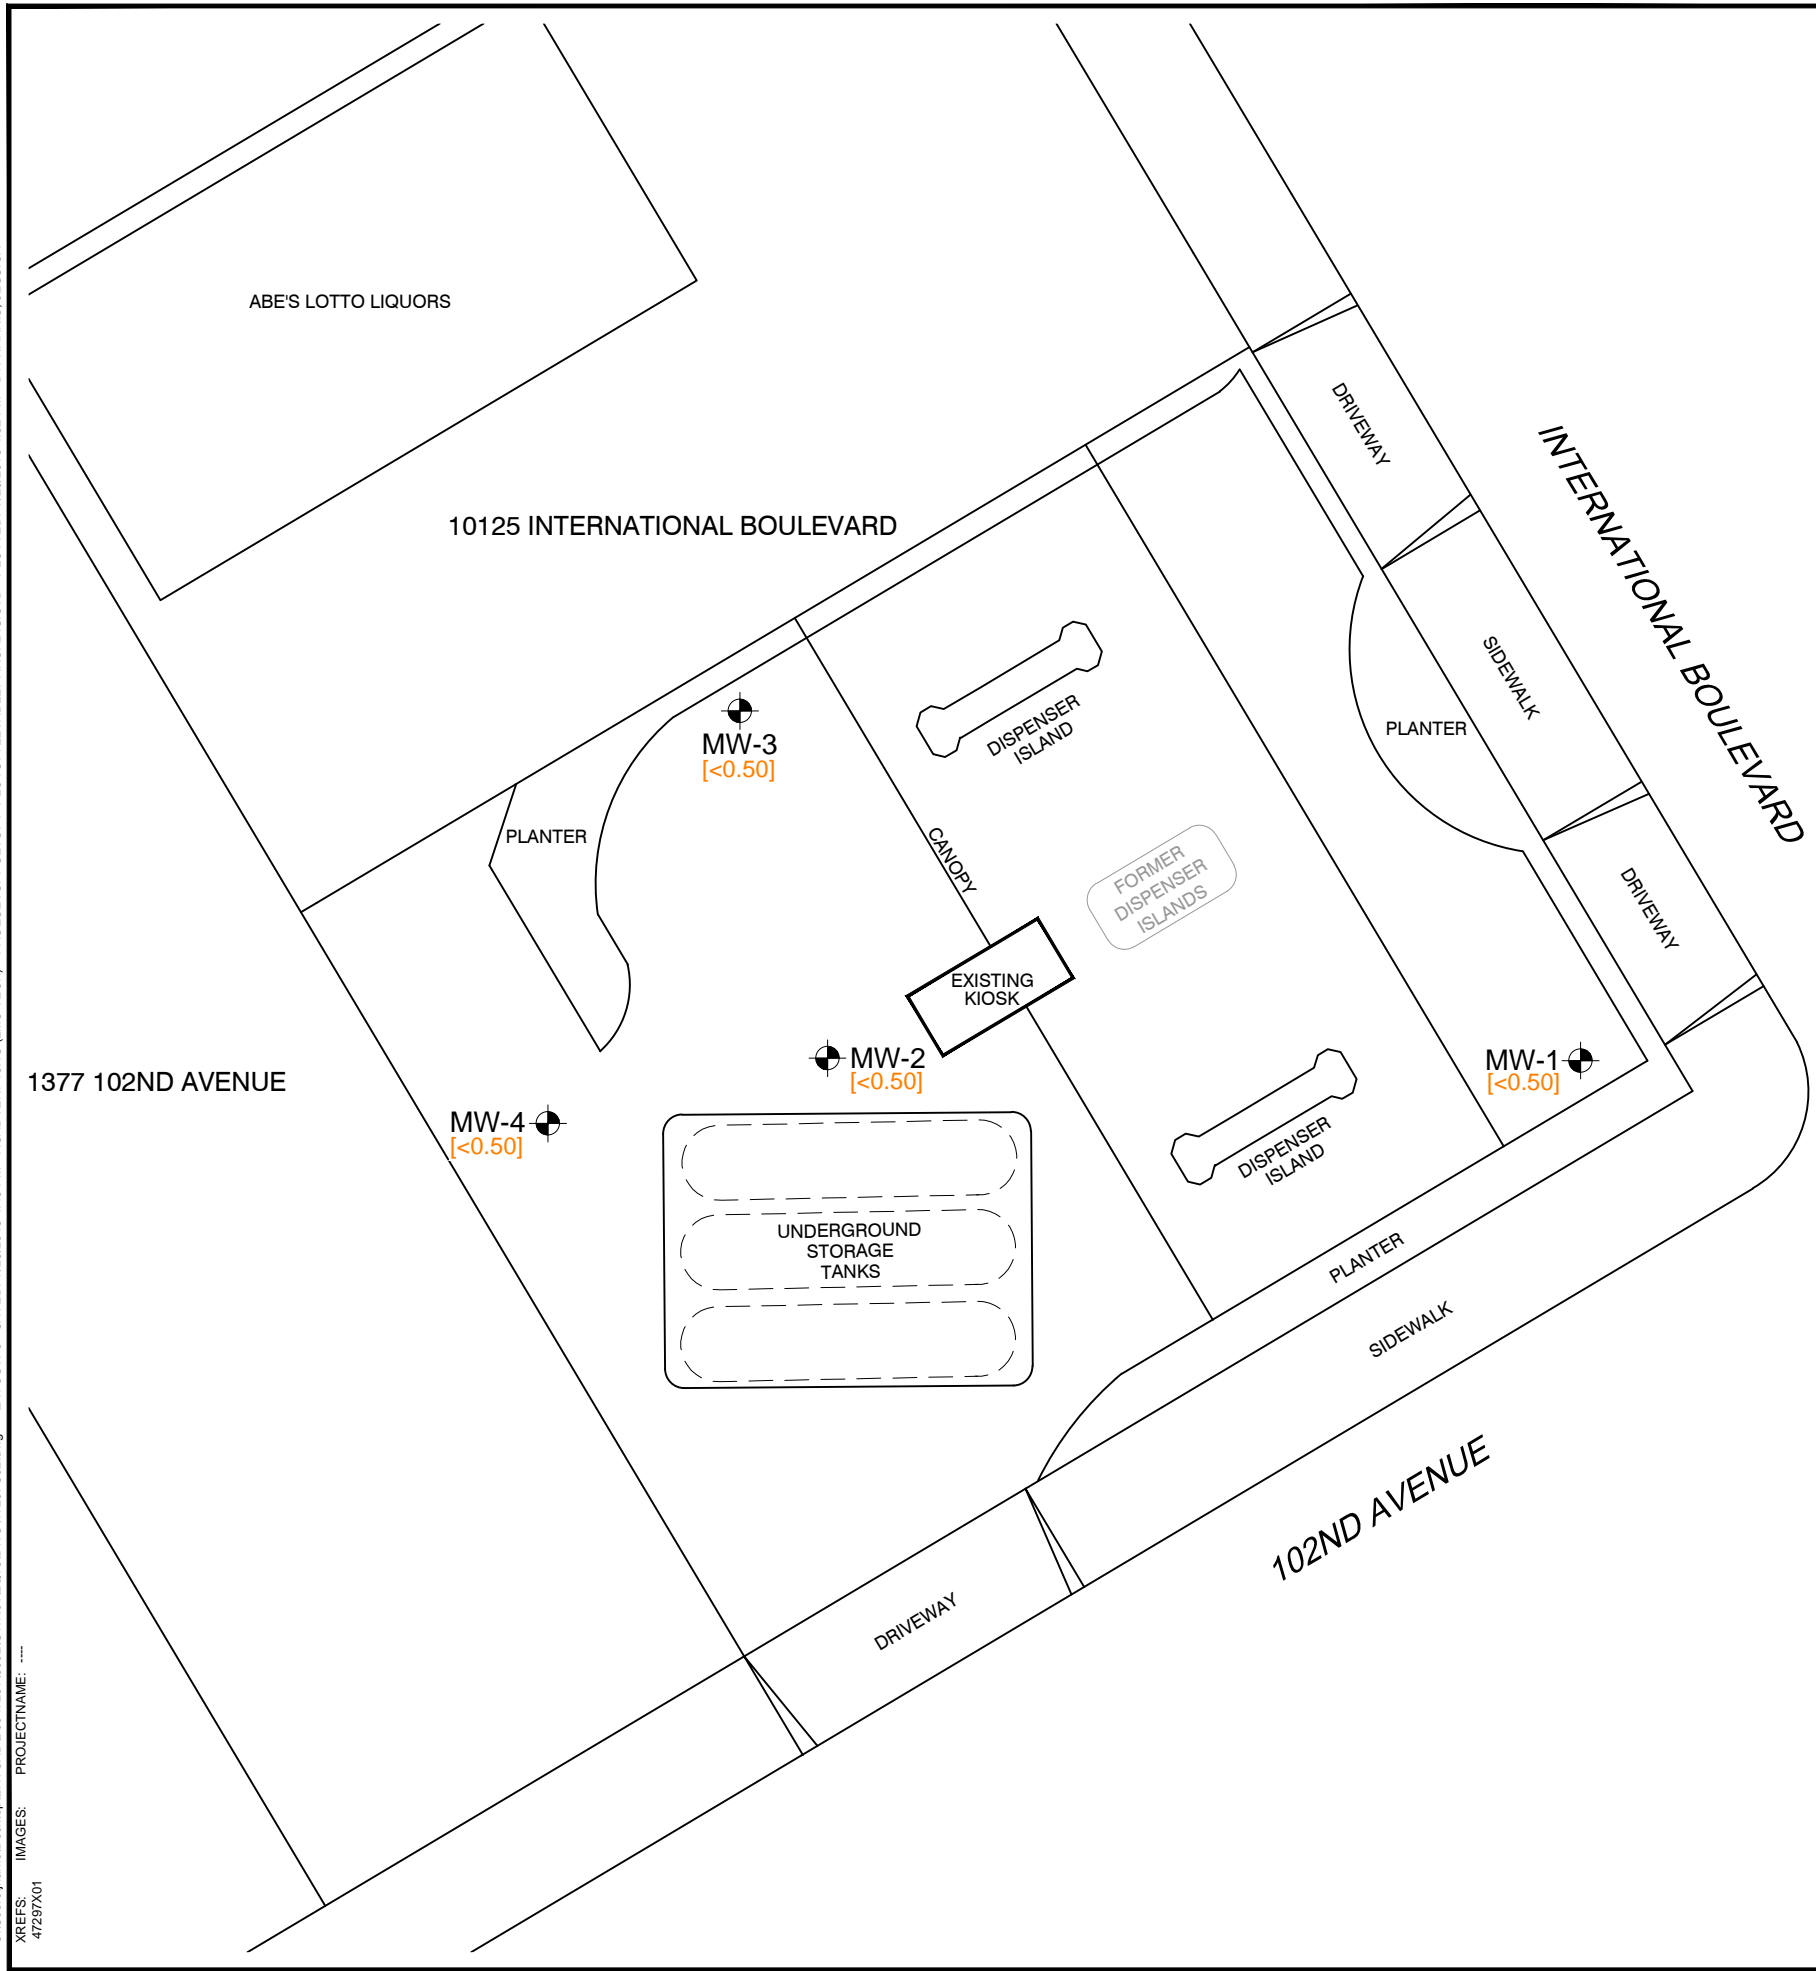 ABE'S LOTTO LIQUORS
10125 INTERNATIONAL BOULEVARD
DRIVEWAY
INTERNATIONAL BOULEVARD
SIDEWALK
PLANTER
DISPENSER
ISLAND
MW-3
[<0.50]
PLANTER
CANOPY
FORMER
DISPENSER
ISLANDS
DRIVEWAY
EXISTING
KIOSK
MW-2
[<0.50]
MW-1
[<0.50]
1377 102ND AVENUE
MW-4
[<0.50]
DISPENSER
ISLAND
UNDERGROUND
STORAGE
TANKS
PLANTER
SIDEWALK
102ND AVENUE
DRIVEWAY
XREFS: IMAGES: PROJECTNAME: ----
47297X01